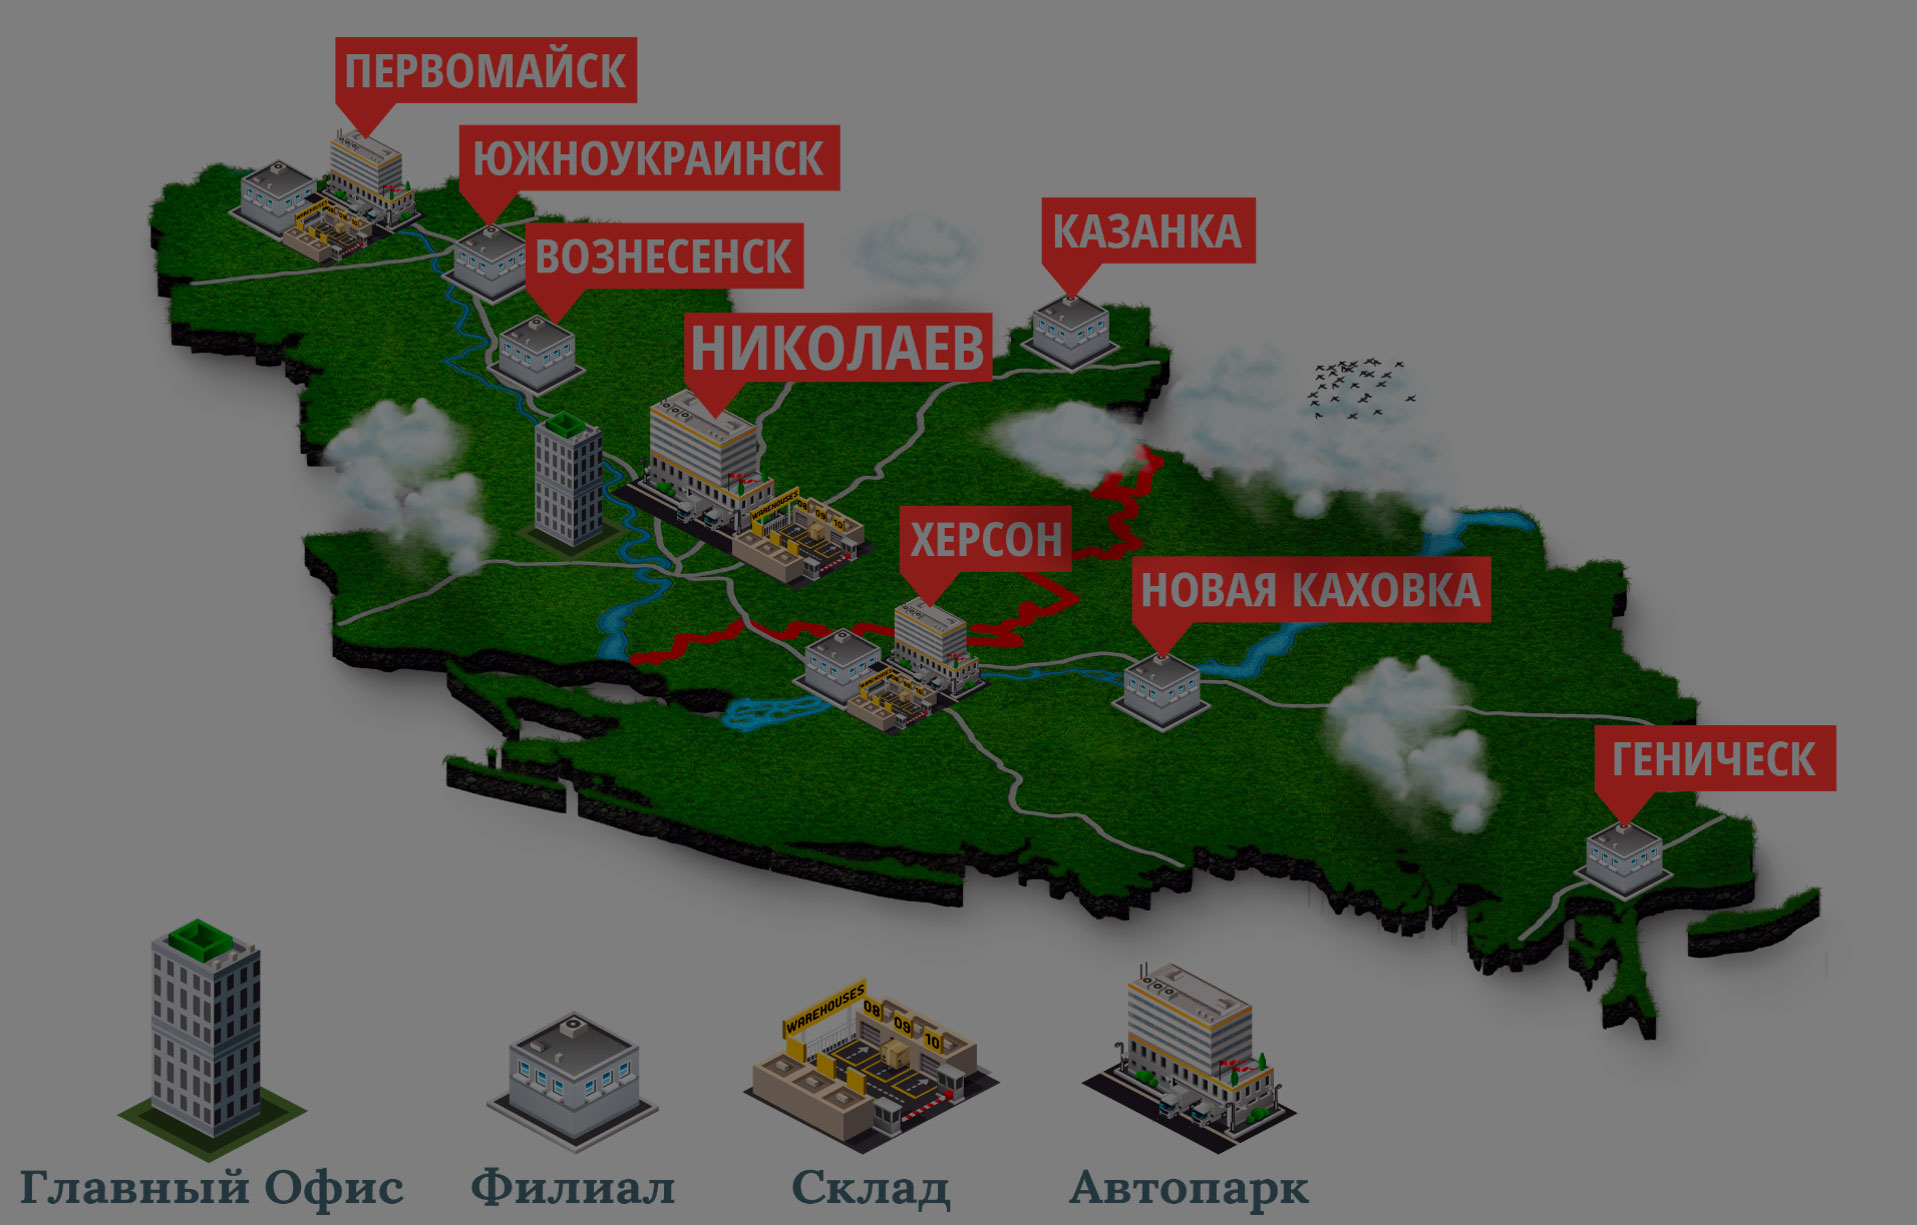 ПЕРВОМАЙСК
ЮЖНОУКРАИНСК
ВОЗНЕСЕНСК
КАЗАНКА
НИКОЛАЕВ
WAREHOUSES
08 09 10
ХЕРСОН
НОВАЯ КАХОВКА
ГЕНИЧЕСК
WAREHOUSES
08 09 10
Главный Офис
Филиал
Склад
Автопарк